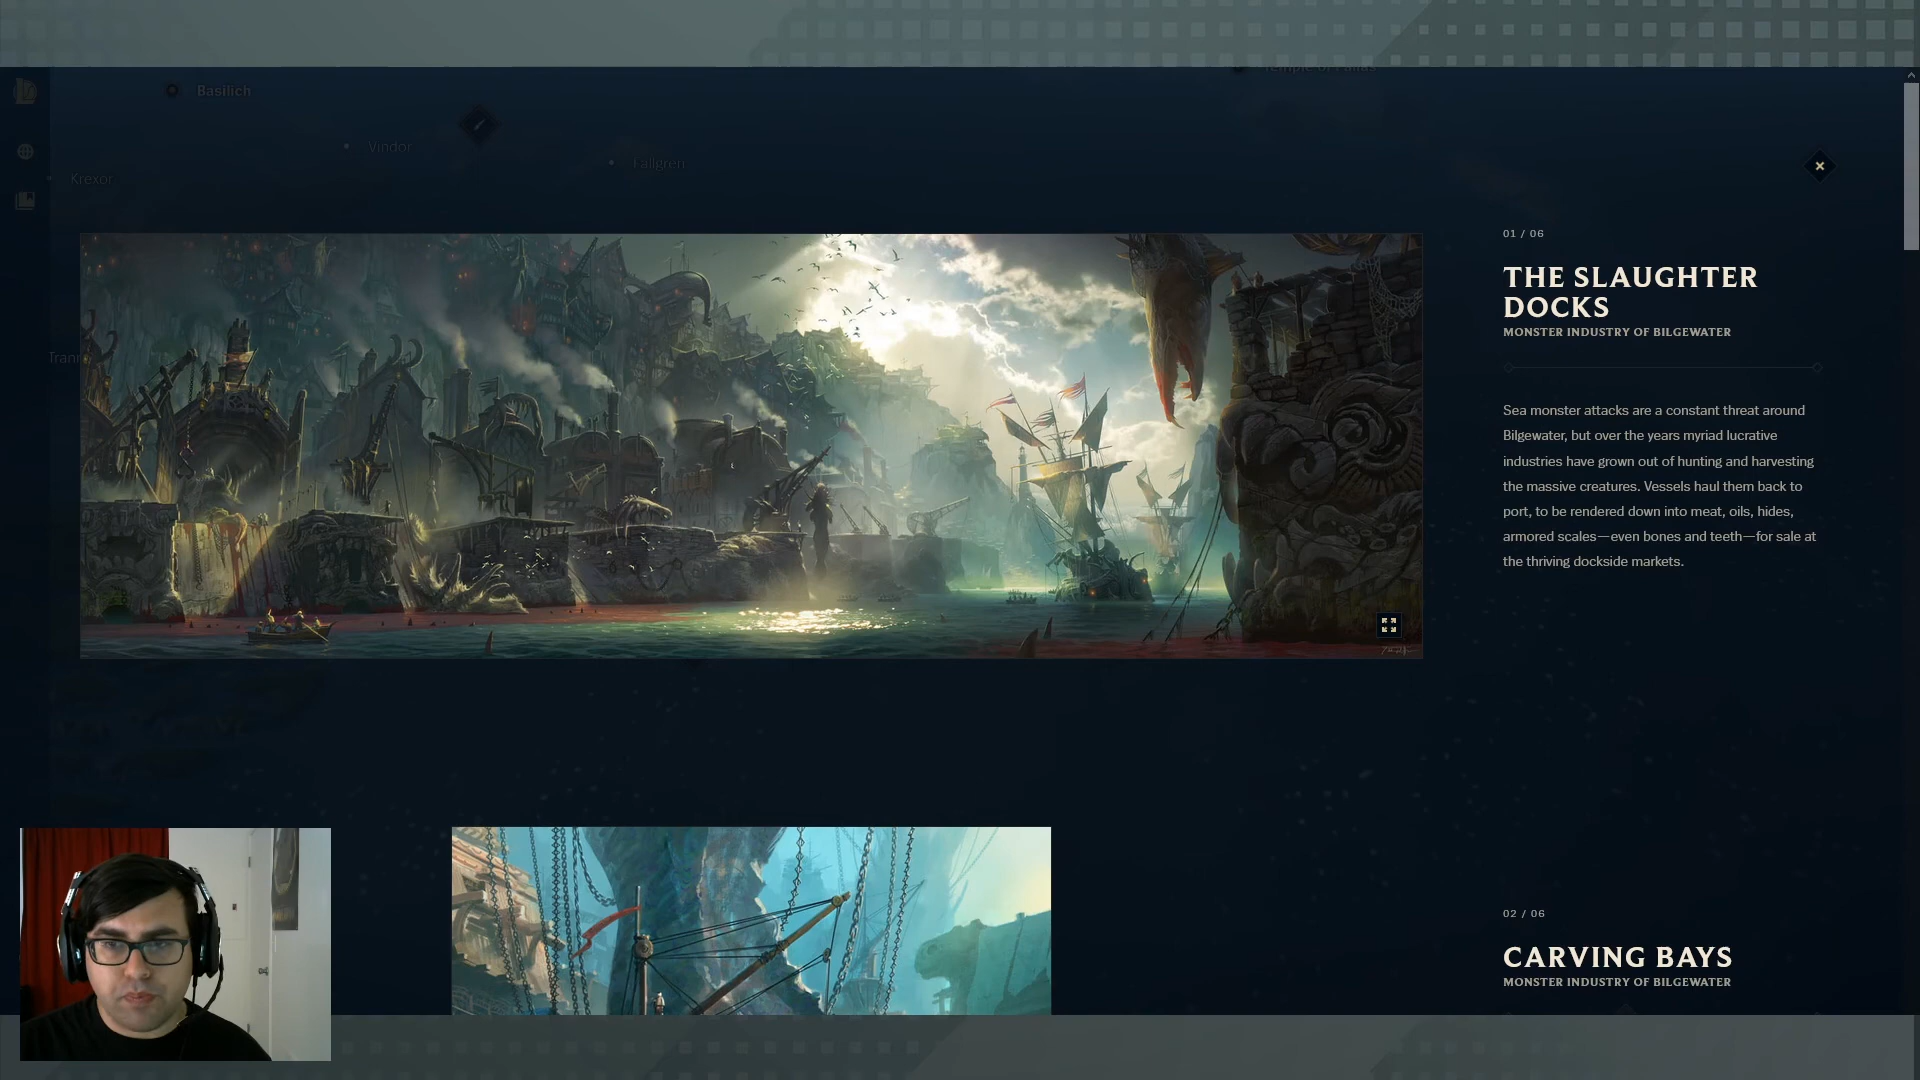 Basilich
Vindor
Fallgren
Krexor
01 / 06
THE SLAUGHTER
DOCKS
MONSTER INDUSTRY OF BILGEWATER
Sea monster attacks are a constant threat around
Bilgewater, but over the years myriad lucrative
industries have grown out of hunting and harvesting
the massive creatures. Vessels haul them back to
port, to be rendered down into meat, oils, hides,
armored scales—even bones and teeth—for sale at
the thriving dockside markets.
02 / 06
CARVING BAYS
MONSTER INDUSTRY OF BILGEWATER